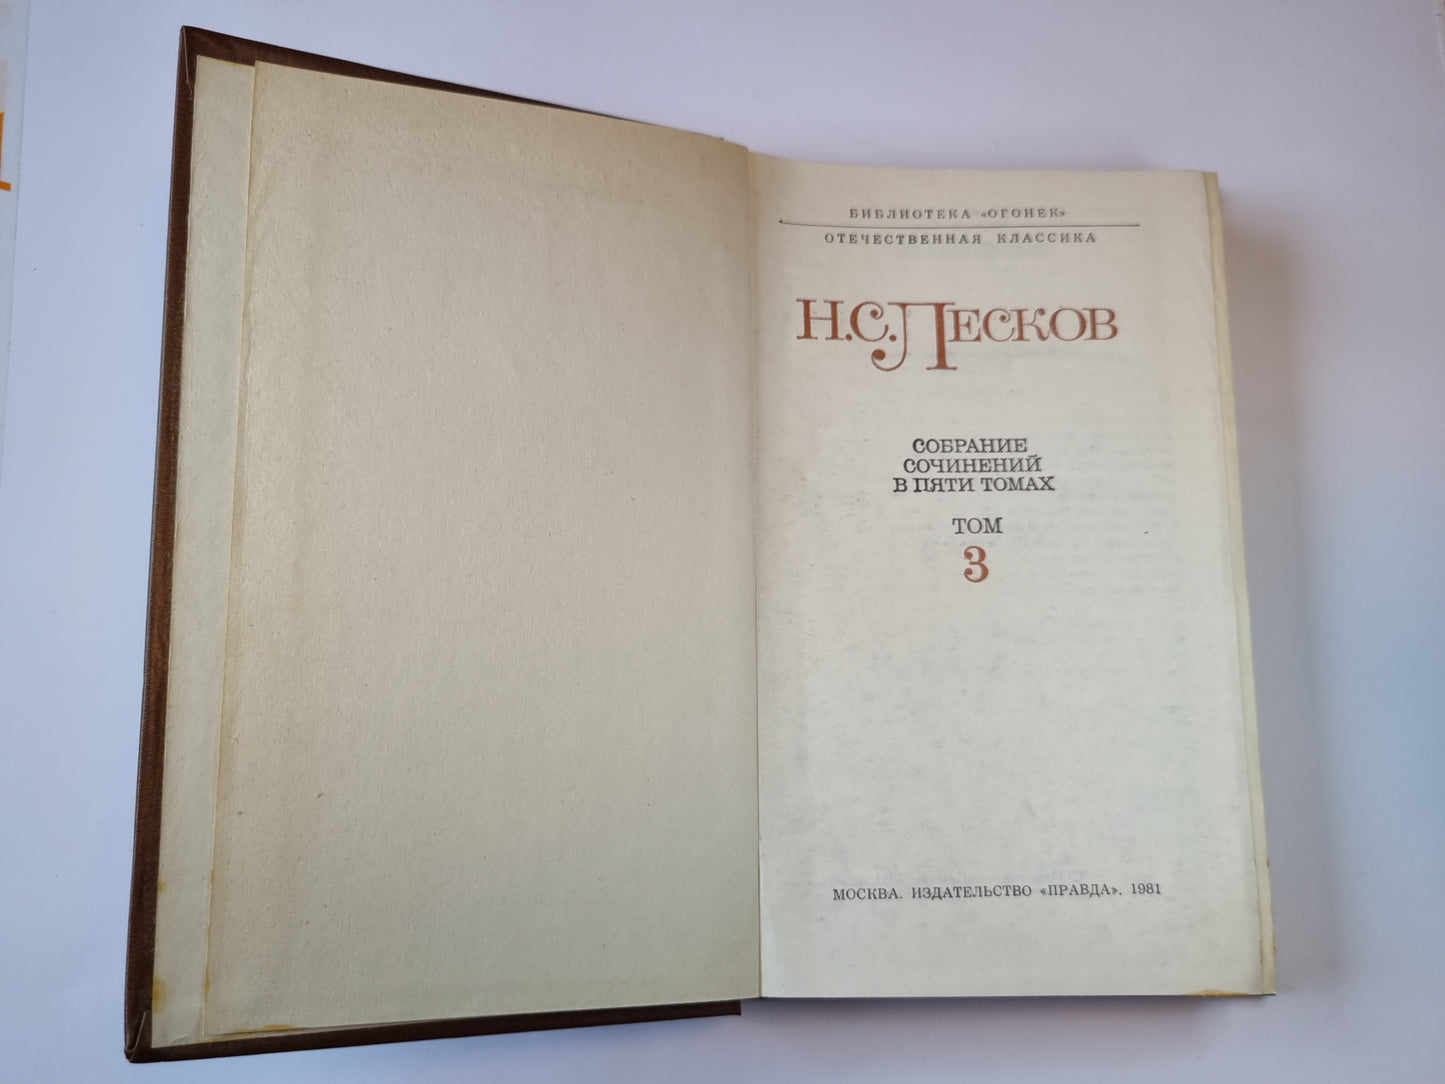 БИБЛИОТЕКА «ОГОНЕК»
ОТЕЧЕСТВЕННАЯ КЛАССИКА
Н.С.ЛЕСКОВ
СОБРАНИЕ
СОЧИНЕНИЙ
В ПЯТИ ТОМАХ
ТОМ
3
МОСКВА. ИЗДАТЕЛЬСТВО «ПРАВДА». 1981